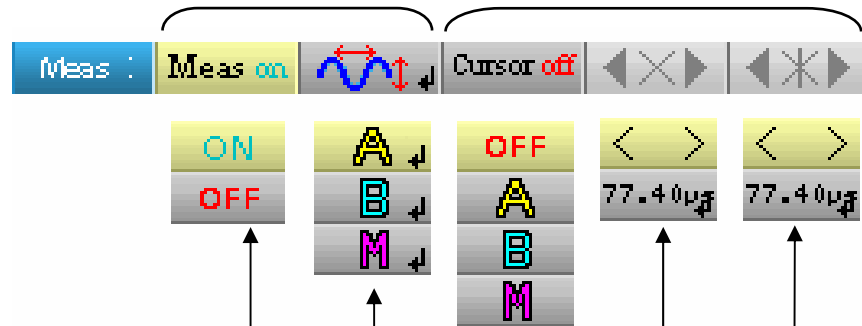 Meas : Meas on Cursor off
ON A OFF < > < >
OFF B A 77.40µs 77.40µs
M B
M